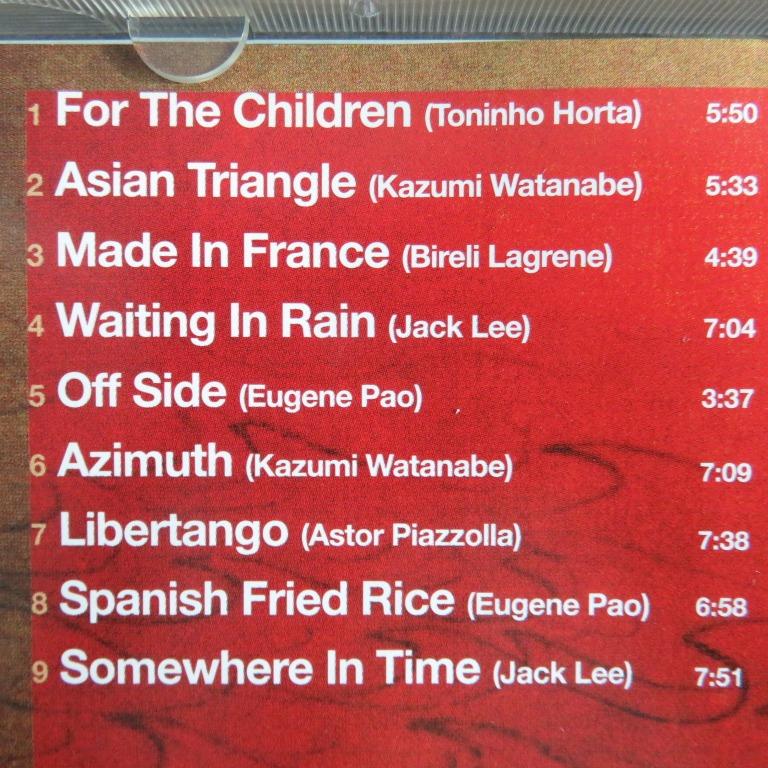 1 For The Children (Toninho Horta) 5:50
2 Asian Triangle (Kazumi Watanabe) 5:33
3 Made In France (Bireli Lagrene) 4:39
4 Waiting In Rain (Jack Lee) 7:04
5 Off Side (Eugene Pao) 3:37
6 Azimuth (Kazumi Watanabe) 7:09
7 Libertango (Astor Piazzolla) 7:38
8 Spanish Fried Rice (Eugene Pao) 6:58
9 Somewhere In Time (Jack Lee) 7:51